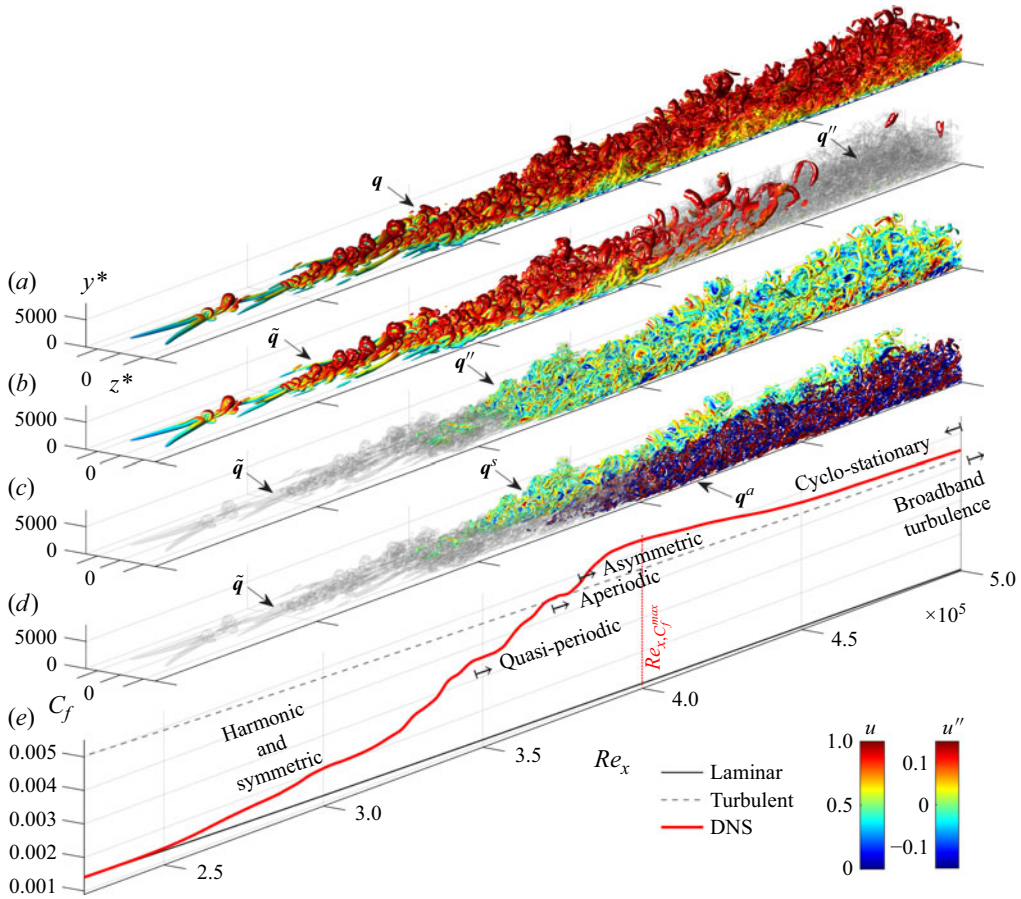 q
q″
(a)
y*
5000
0
0
z*
q̃
q″
(b)
5000
0
0
q̃
q^s
q^a
Cyclo-stationary
(c)
5000
0
0
Broadband
turbulence
Asymmetric
Aperiodic
q̃
(d)
5000
0
0
5.0
×10^5
4.5
Quasi-periodic
Re_{x,C_f^{max}}
4.0
C_f
(e)
Harmonic
and
symmetric
3.5
Re_x
3.0
2.5
0.005
0.004
0.003
0.002
0.001
Laminar
Turbulent
DNS
u
1.0
0.5
0
u″
0.1
0
−0.1